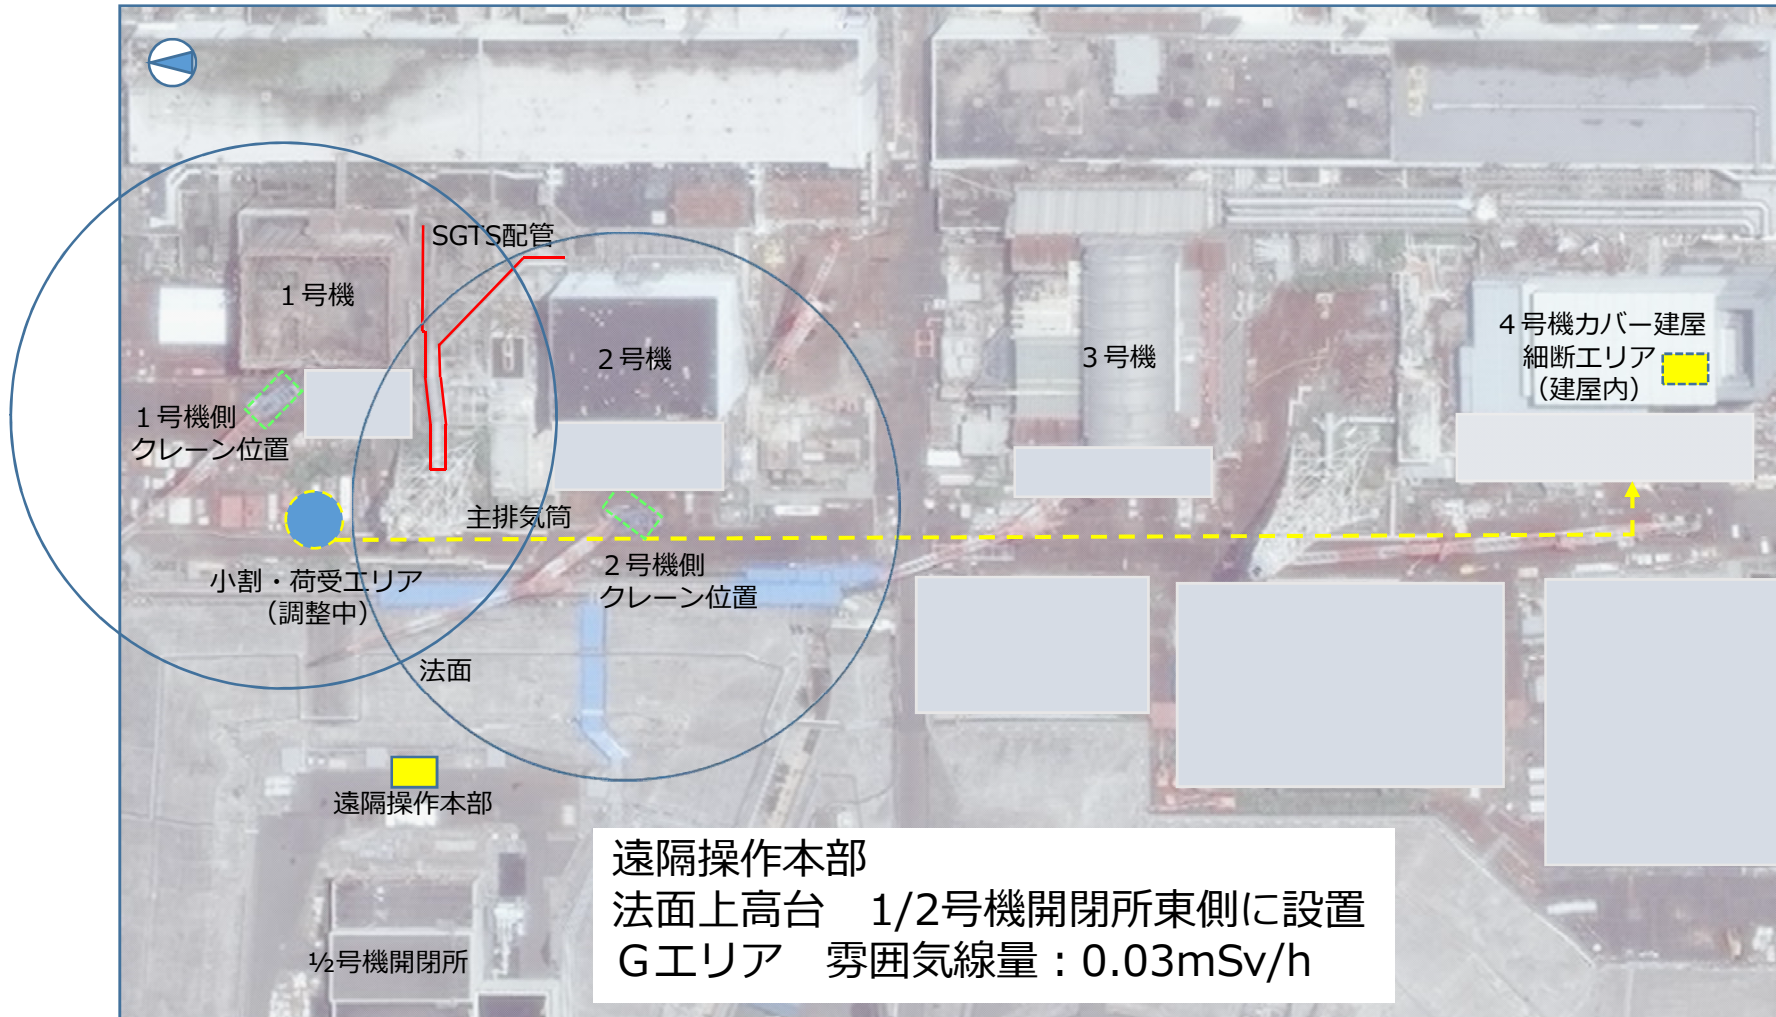 SGTS配管
１号機
２号機
３号機
４号機カバー建屋
細断エリア
（建屋内）
１号機側
クレーン位置
主排気筒
小割・荷受エリア
（調整中）
２号機側
クレーン位置
法面
遠隔操作本部
½号機開閉所
遠隔操作本部
法面上高台　1/2号機開閉所東側に設置
Ｇエリア　雰囲気線量：0.03mSv/h